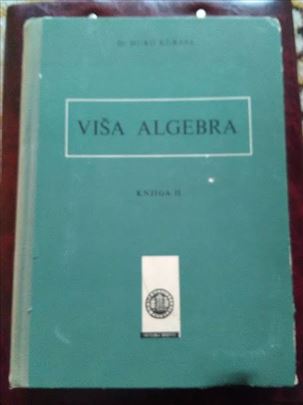 Dr ĐURO KUREPA
VIŠA ALGEBRA
KNJIGA II